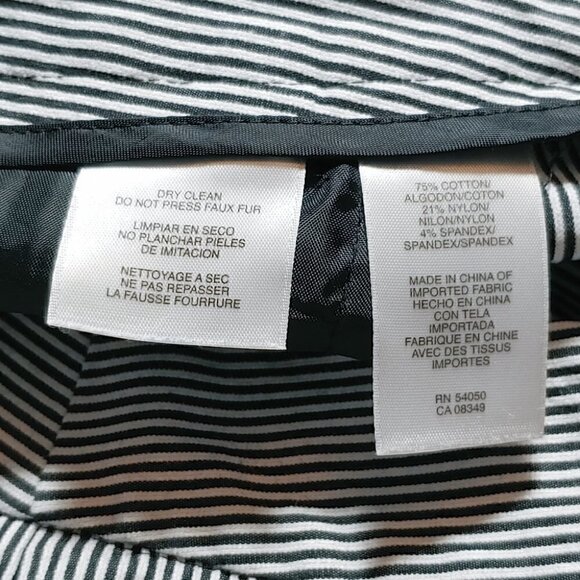 DRY CLEAN
DO NOT PRESS FAUX FUR
LIMPIAR EN SECO
NO PLANCHAR PIELES
DE IMITACION
NETTOYAGE A SEC
NE PAS REPASSER
LA FAUSSE FOURRURE
75% COTTON/
ALGODON/COTON
21% NYLON/
NILON/NYLON
4% SPANDEX/
SPANDEX/SPANDEX
MADE IN CHINA OF
IMPORTED FABRIC
HECHO EN CHINA
CON TELA
IMPORTADA
FABRIQUE EN CHINE
AVEC DES TISSUS
IMPORTES
RN 54050
CA 08349